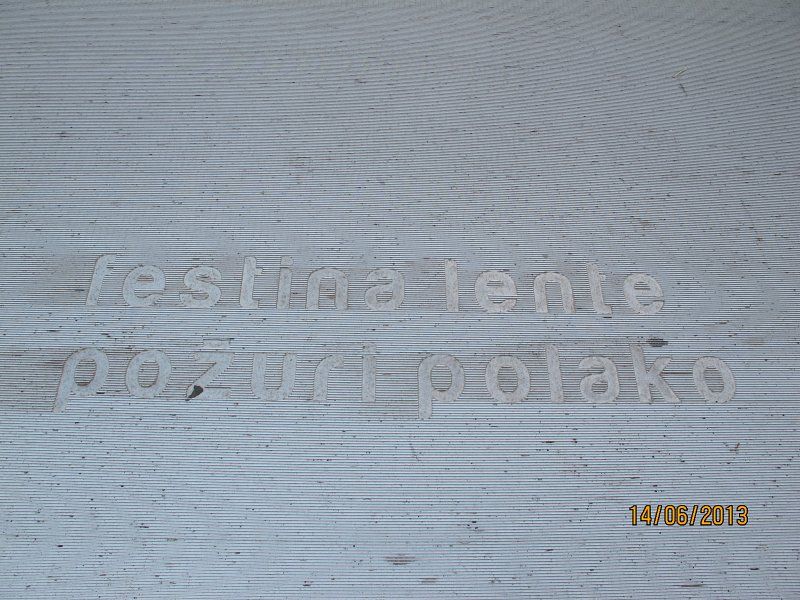 festina lente
požuri polako
14/06/2013